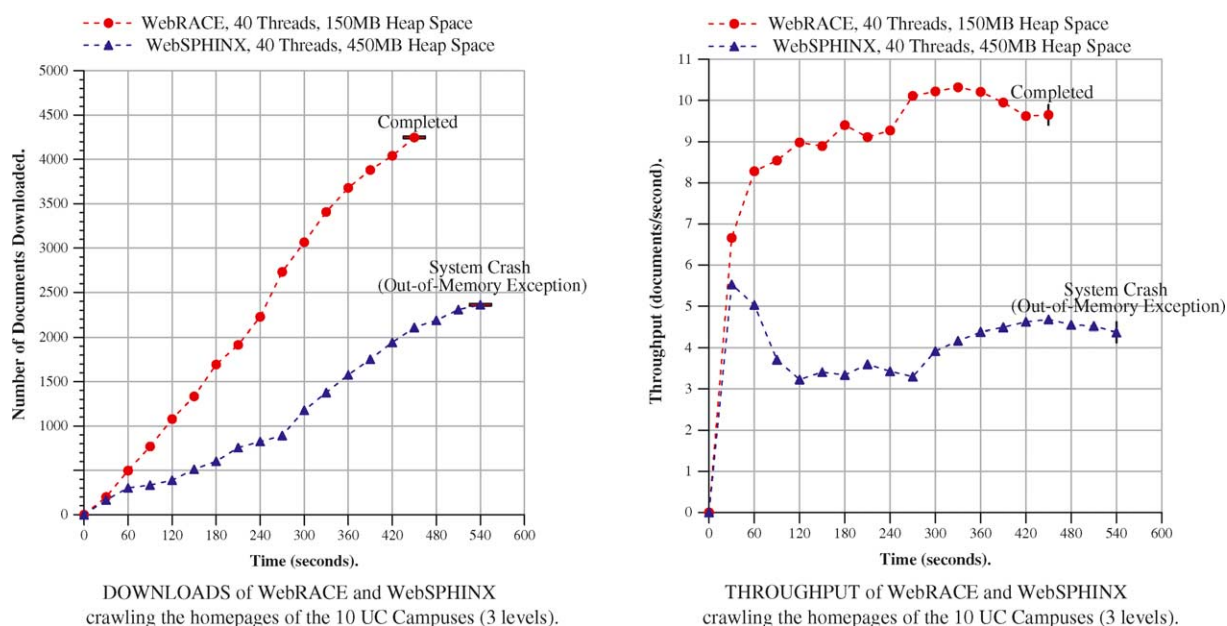 WebRACE, 40 Threads, 150MB Heap Space
WebSPHINX, 40 Threads, 450MB Heap Space
5000
4500
4000
3500
3000
2500
2000
1500
1000
0
0
60
120
180
240
300
360
420
480
540
600
Number of Documents Downloaded.
Time (seconds).
Completed
System Crash
(Out-of-Memory Exception)
DOWNLOADS of WebRACE and WebSPHINX
crawling the homepages of the 10 UC Campuses (3 levels).
WebRACE, 40 Threads, 150MB Heap Space
WebSPHINX, 40 Threads, 450MB Heap Space
11
10
9
8
7
6
5
4
3
2
1
0
0
60
120
180
240
300
360
420
480
540
600
Throughput (documents/second).
Time (seconds).
Completed
System Crash
(Out-of-Memory Exception)
THROUGHPUT of WebRACE and WebSPHINX
crawling the homepages of the 10 UC Campuses (3 levels).